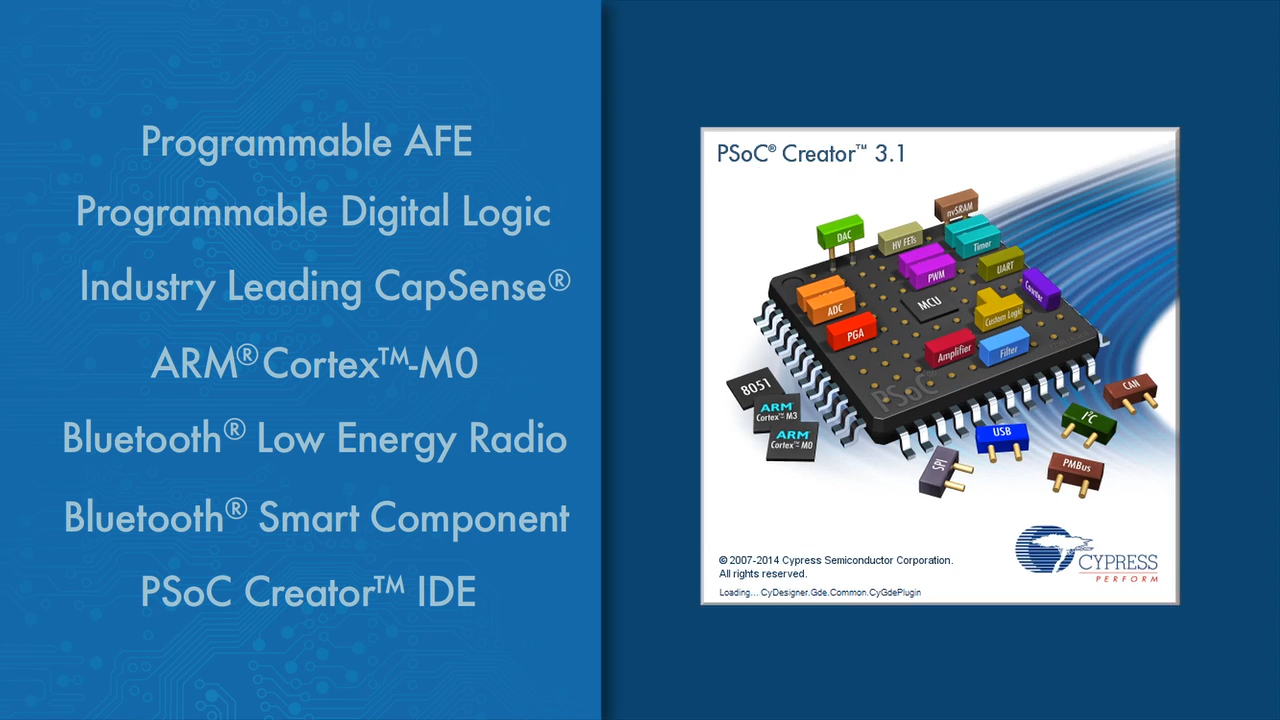 Programmable AFE
Programmable Digital Logic
Industry Leading CapSense®
ARM® Cortex™-M0
Bluetooth® Low Energy Radio
Bluetooth® Smart Component
PSoC Creator™ IDE
PSoC® Creator™ 3.1
nvSRAM
DAC
HV FETs
Timer
PWM
UART
Counter
ADC
MCU
Custom Logic
PGA
Amplifier
Filter
PSoC
8051
ARM
Cortex™ M3
ARM
Cortex™ M0
CAN
I²C
USB
SPI
PMBus
CYPRESS
PERFORM
© 2007-2014 Cypress Semiconductor Corporation.
All rights reserved.
Loading... CyDesigner.Gde.Common.CyGdePlugin